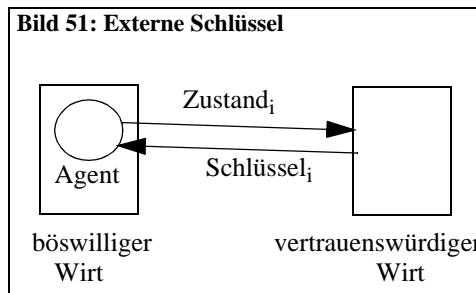 Bild 51: Externe Schlüssel
Zustandi
Schlüsseli
Agent
böswilliger
Wirt
vertrauenswürdiger
Wirt